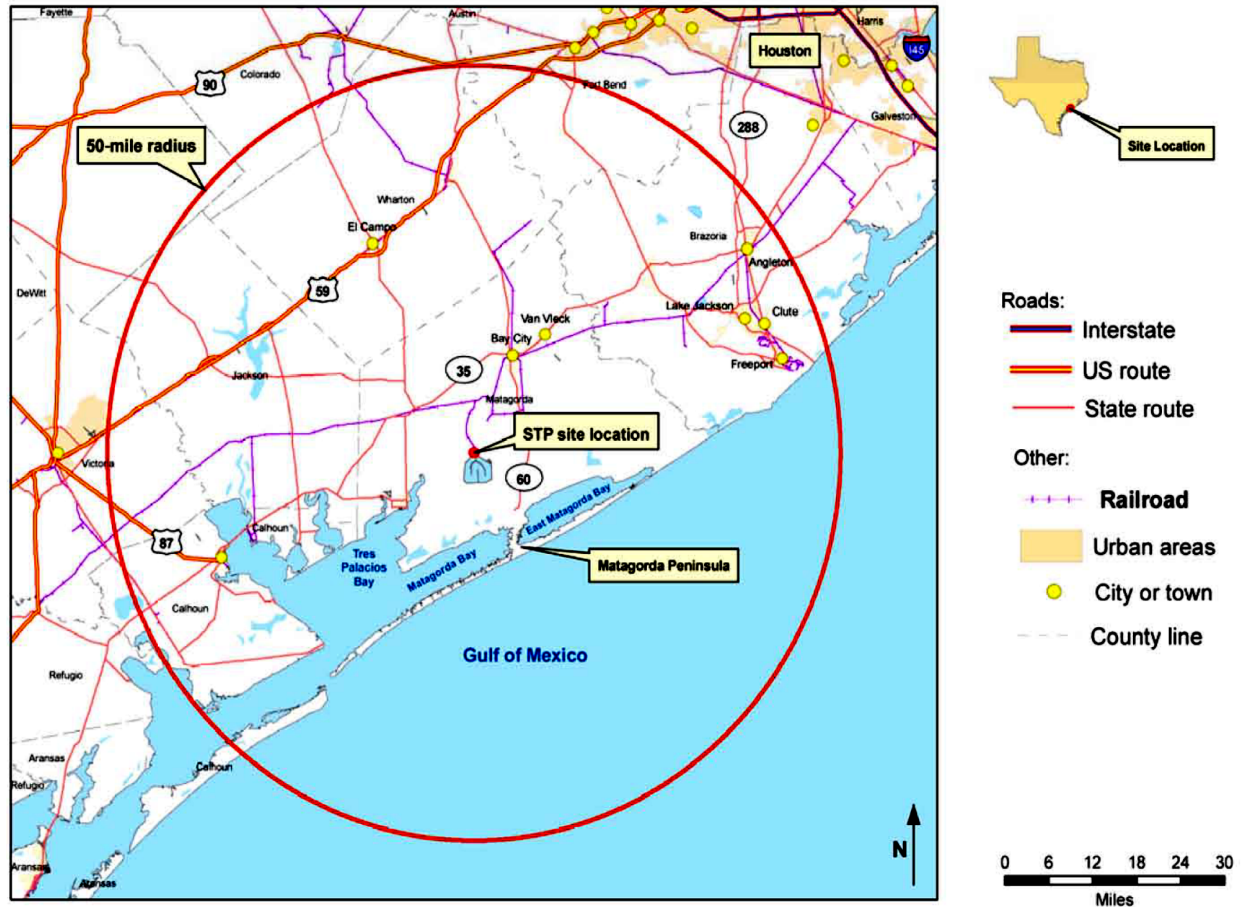 Fayette
Austin
Harris
Houston
I45
Colorado
90
Fort Bend
Galveston
288
50-mile radius
Site Location
Wharton
El Campo
Brazoria
Angleton
DeWitt
59
Lake Jackson
Clute
Van Vleck
Bay City
Freeport
35
Jackson
Matagorda
STP site location
Victoria
60
87
Calhoun
East Matagorda Bay
Tres
Palacios
Bay
Matagorda Bay
Matagorda Peninsula
Calhoun
Gulf of Mexico
Refugio
Aransas
Calhoun
Refugio
Aransas
Aransas
N
Roads:
Interstate
US route
State route
Other:
Railroad
Urban areas
City or town
County line
0 6 12 18 24 30
Miles